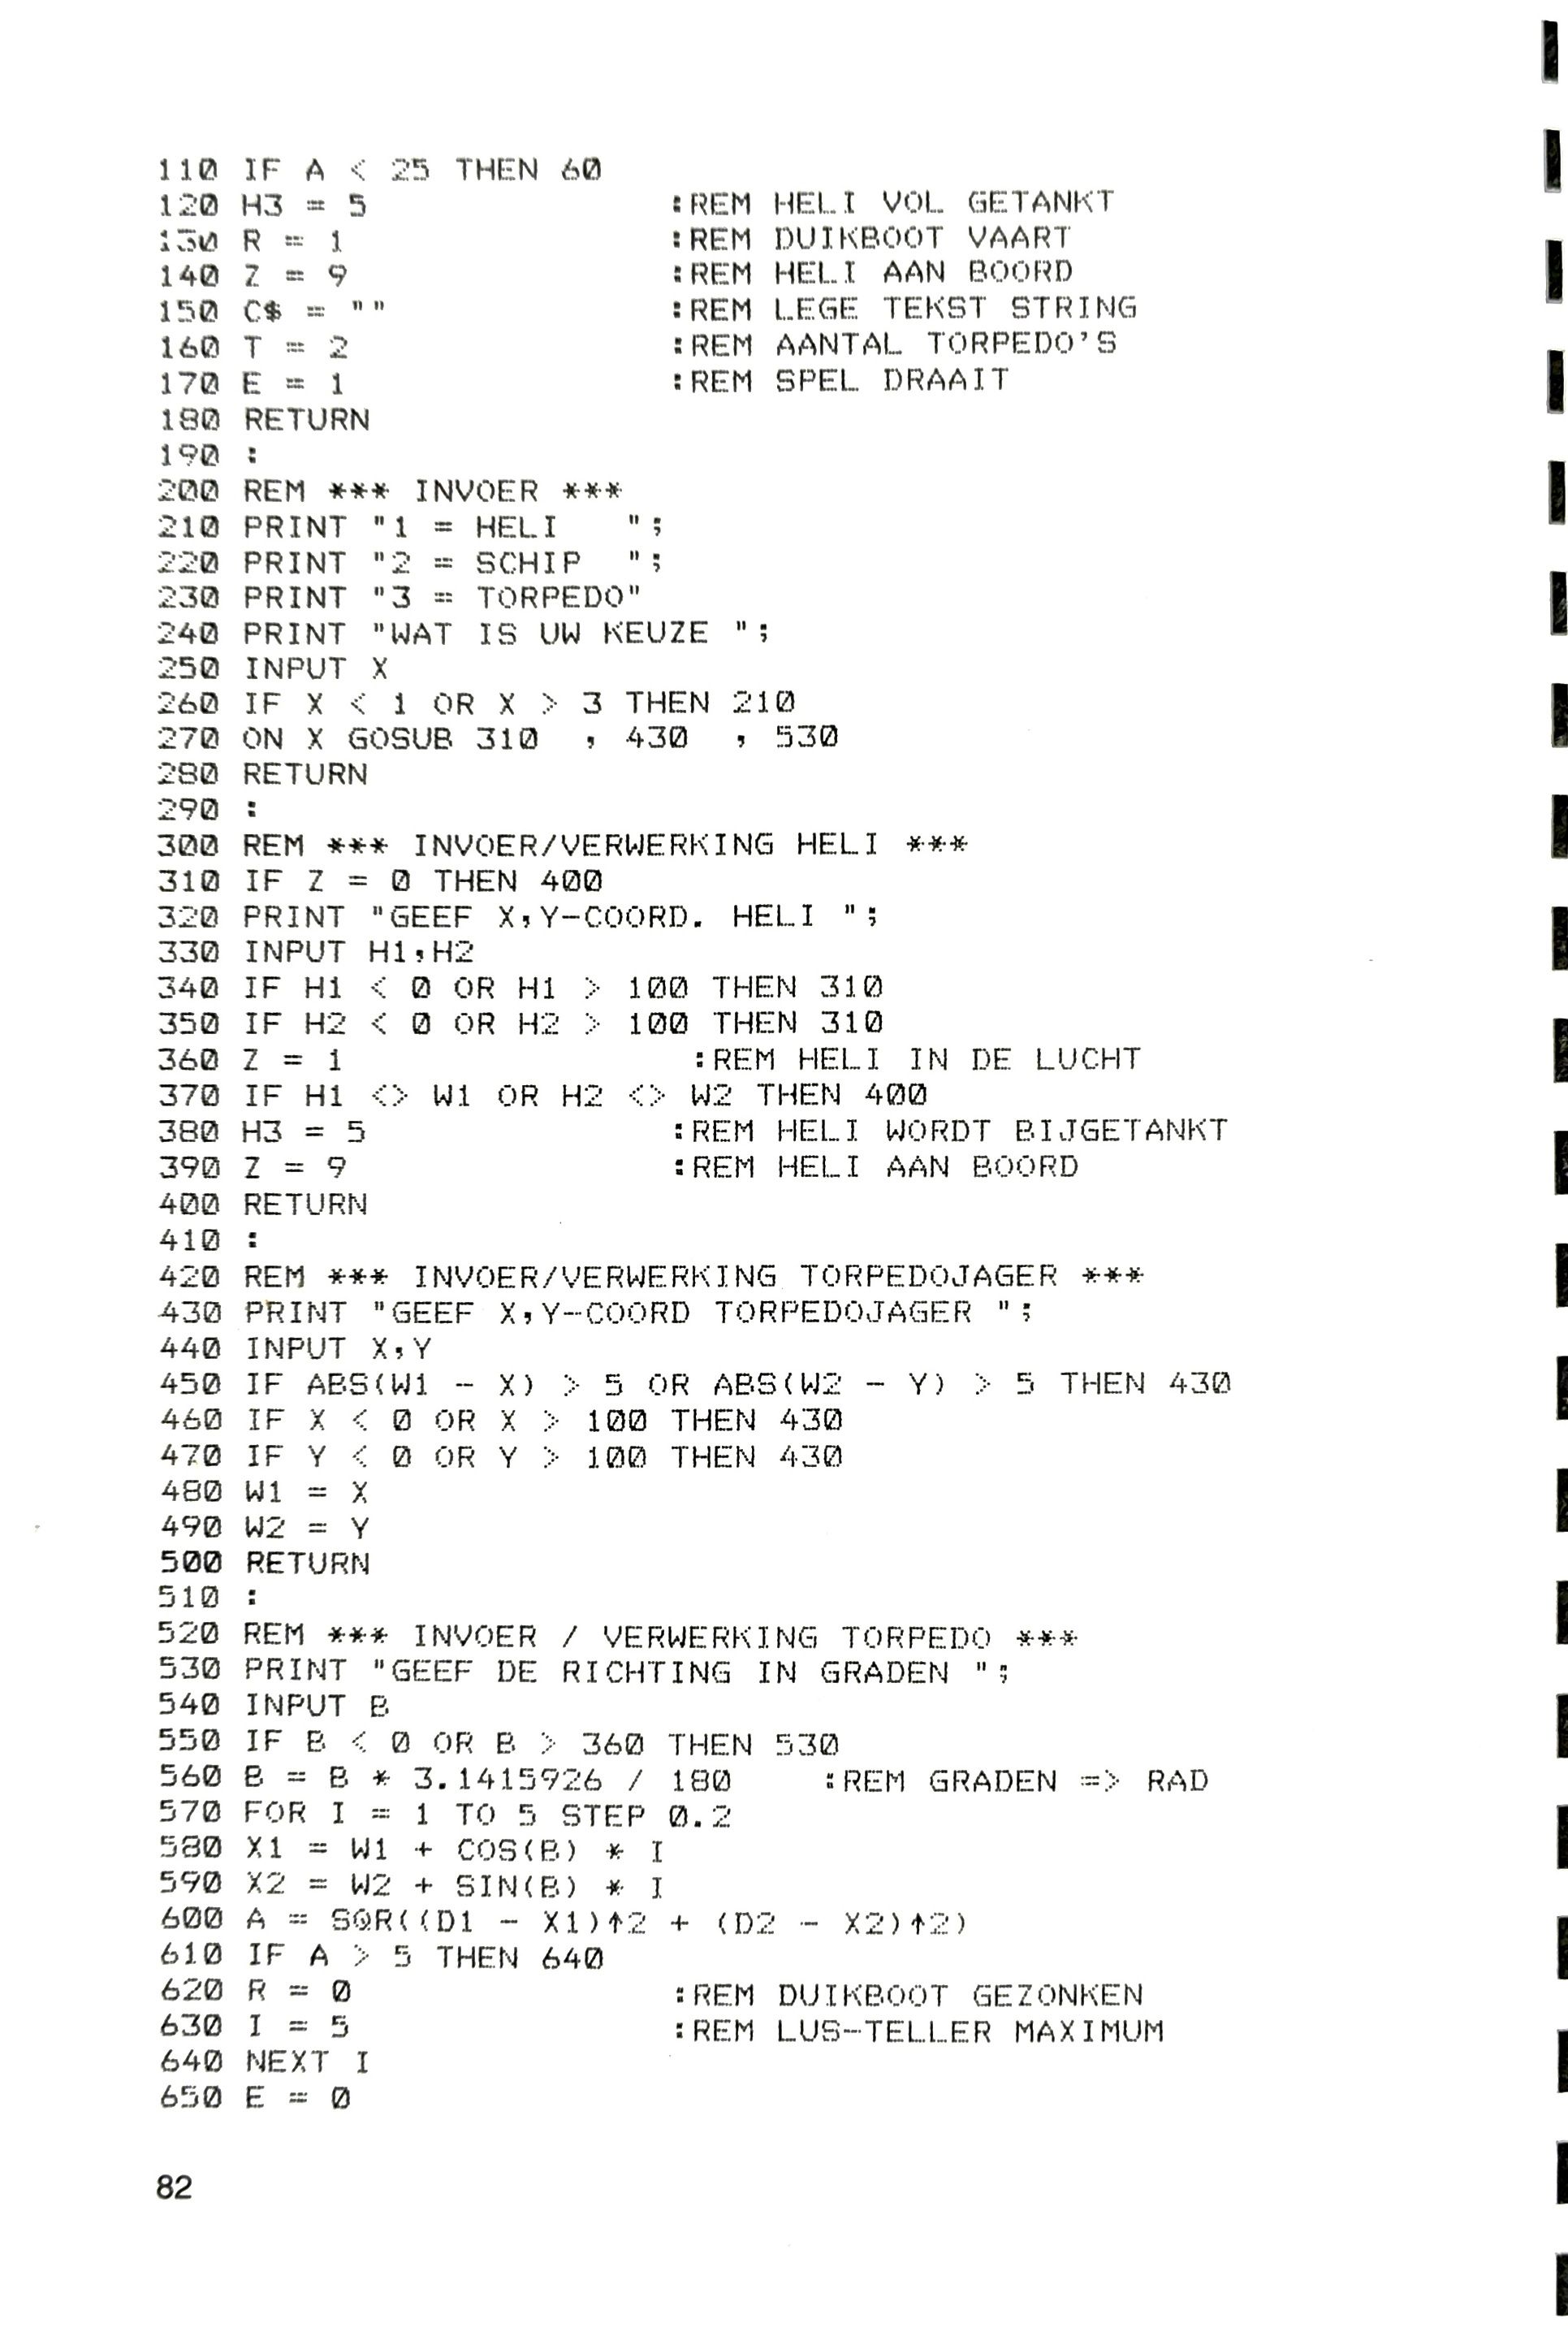 110 IF A < 25 THEN 60
120 H3 = 5 :REM HELI VOL GETANKT
130 R = 1 :REM DUIKBOOT VAART
140 Z = 9 :REM HELI AAN BOORD
150 C$ = "" :REM LEGE TEKST STRING
160 T = 2 :REM AANTAL TORPEDO'S
170 E = 1 :REM SPEL DRAAIT
180 RETURN
190 :
200 REM *** INVOER ***
210 PRINT "1 = HELI   ";
220 PRINT "2 = SCHIP  ";
230 PRINT "3 = TORPEDO"
240 PRINT "WAT IS UW KEUZE ";
250 INPUT X
260 IF X < 1 OR X > 3 THEN 210
270 ON X GOSUB 310  , 430  , 530
280 RETURN
290 :
300 REM *** INVOER/VERWERKING HELI ***
310 IF Z = 0 THEN 400
320 PRINT "GEEF X,Y-COORD. HELI ";
330 INPUT H1,H2
340 IF H1 < 0 OR H1 > 100 THEN 310
350 IF H2 < 0 OR H2 > 100 THEN 310
360 Z = 1 :REM HELI IN DE LUCHT
370 IF H1 <> W1 OR H2 <> W2 THEN 400
380 H3 = 5 :REM HELI WORDT BIJGETANKT
390 Z = 9 :REM HELI AAN BOORD
400 RETURN
410 :
420 REM *** INVOER/VERWERKING TORPEDOJAGER ***
430 PRINT "GEEF X,Y-COORD TORPEDOJAGER ";
440 INPUT X,Y
450 IF ABS(W1 - X) > 5 OR ABS(W2 - Y) > 5 THEN 430
460 IF X < 0 OR X > 100 THEN 430
470 IF Y < 0 OR Y > 100 THEN 430
480 W1 = X
490 W2 = Y
500 RETURN
510 :
520 REM *** INVOER / VERWERKING TORPEDO ***
530 PRINT "GEEF DE RICHTING IN GRADEN ";
540 INPUT B
550 IF B < 0 OR B > 360 THEN 530
560 B = B * 3.1415926 / 180 :REM GRADEN => RAD
570 FOR I = 1 TO 5 STEP 0.2
580 X1 = W1 + COS(B) * I
590 X2 = W2 + SIN(B) * I
600 A = SQR((D1 - X1)↑2 + (D2 - X2)↑2)
610 IF A > 5 THEN 640
620 R = 0 :REM DUIKBOOT GEZONKEN
630 I = 5 :REM LUS-TELLER MAXIMUM
640 NEXT I
650 E = 0
82